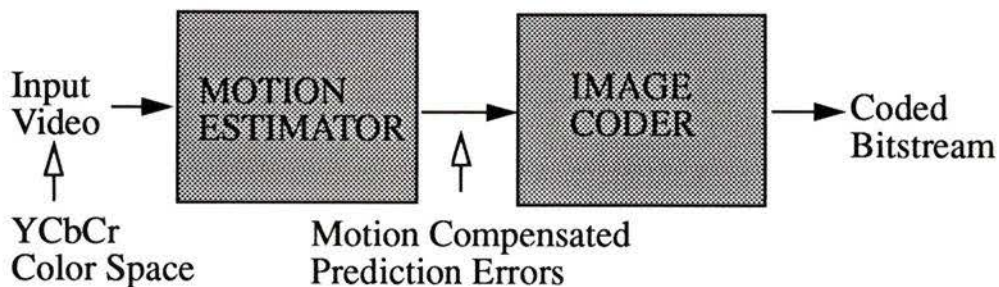 Input
Video
MOTION
ESTIMATOR
IMAGE
CODER
Coded
Bitstream
YCbCr
Color Space
Motion Compensated
Prediction Errors